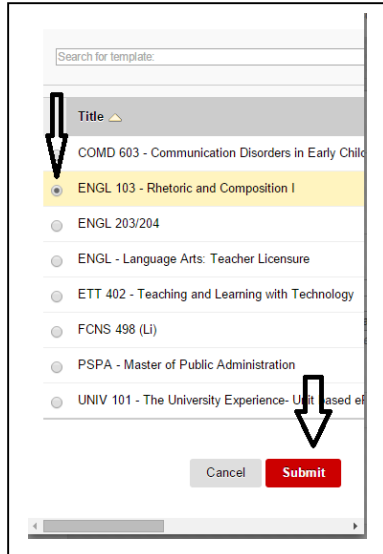 Search for template:
Title
COMD 603 - Communication Disorders in Early Chil
ENGL 103 - Rhetoric and Composition I
ENGL 203/204
ENGL - Language Arts: Teacher Licensure
ETT 402 - Teaching and Learning with Technology
FCNS 498 (Li)
PSPA - Master of Public Administration
UNIV 101 - The University Experience- Unit based eP
Cancel Submit